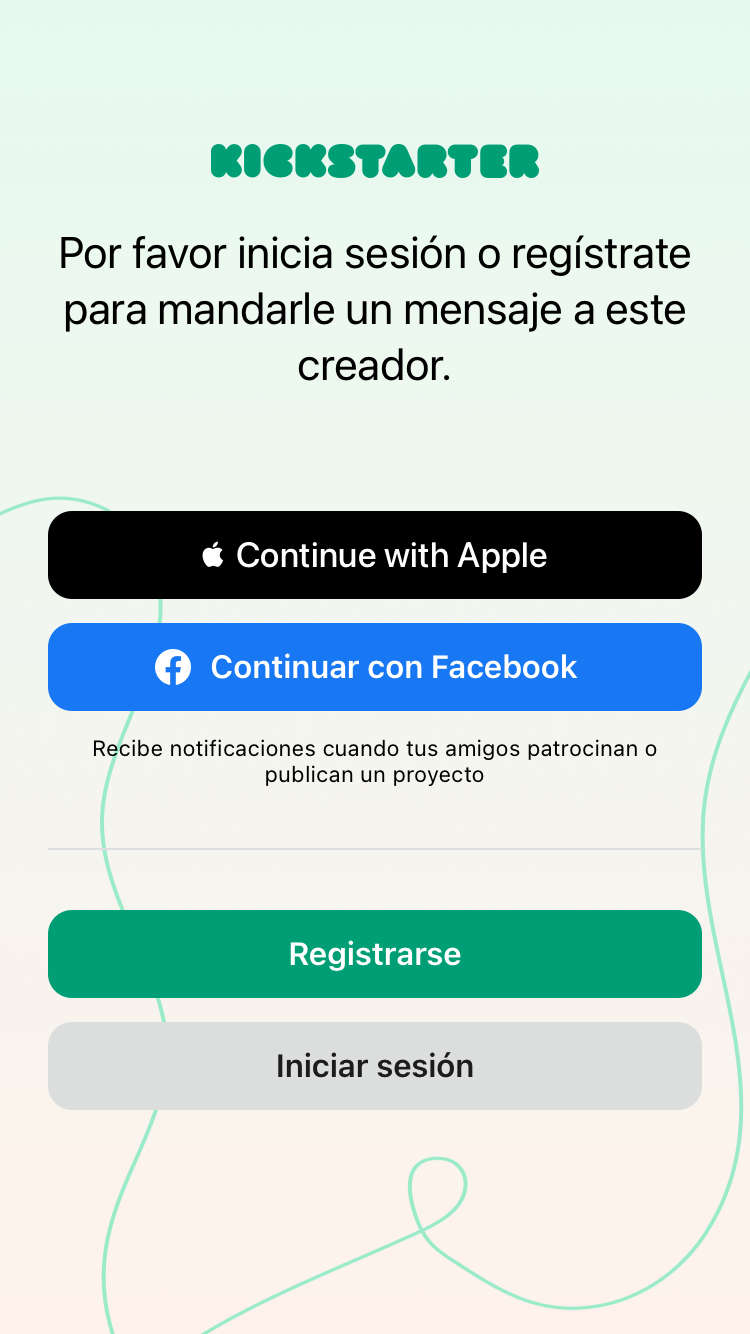 KICKSTARTER
Por favor inicia sesión o regístrate
para mandarle un mensaje a este
creador.
Continue with Apple
Continuar con Facebook
Recibe notificaciones cuando tus amigos patrocinan o
publican un proyecto
Registrarse
Iniciar sesión